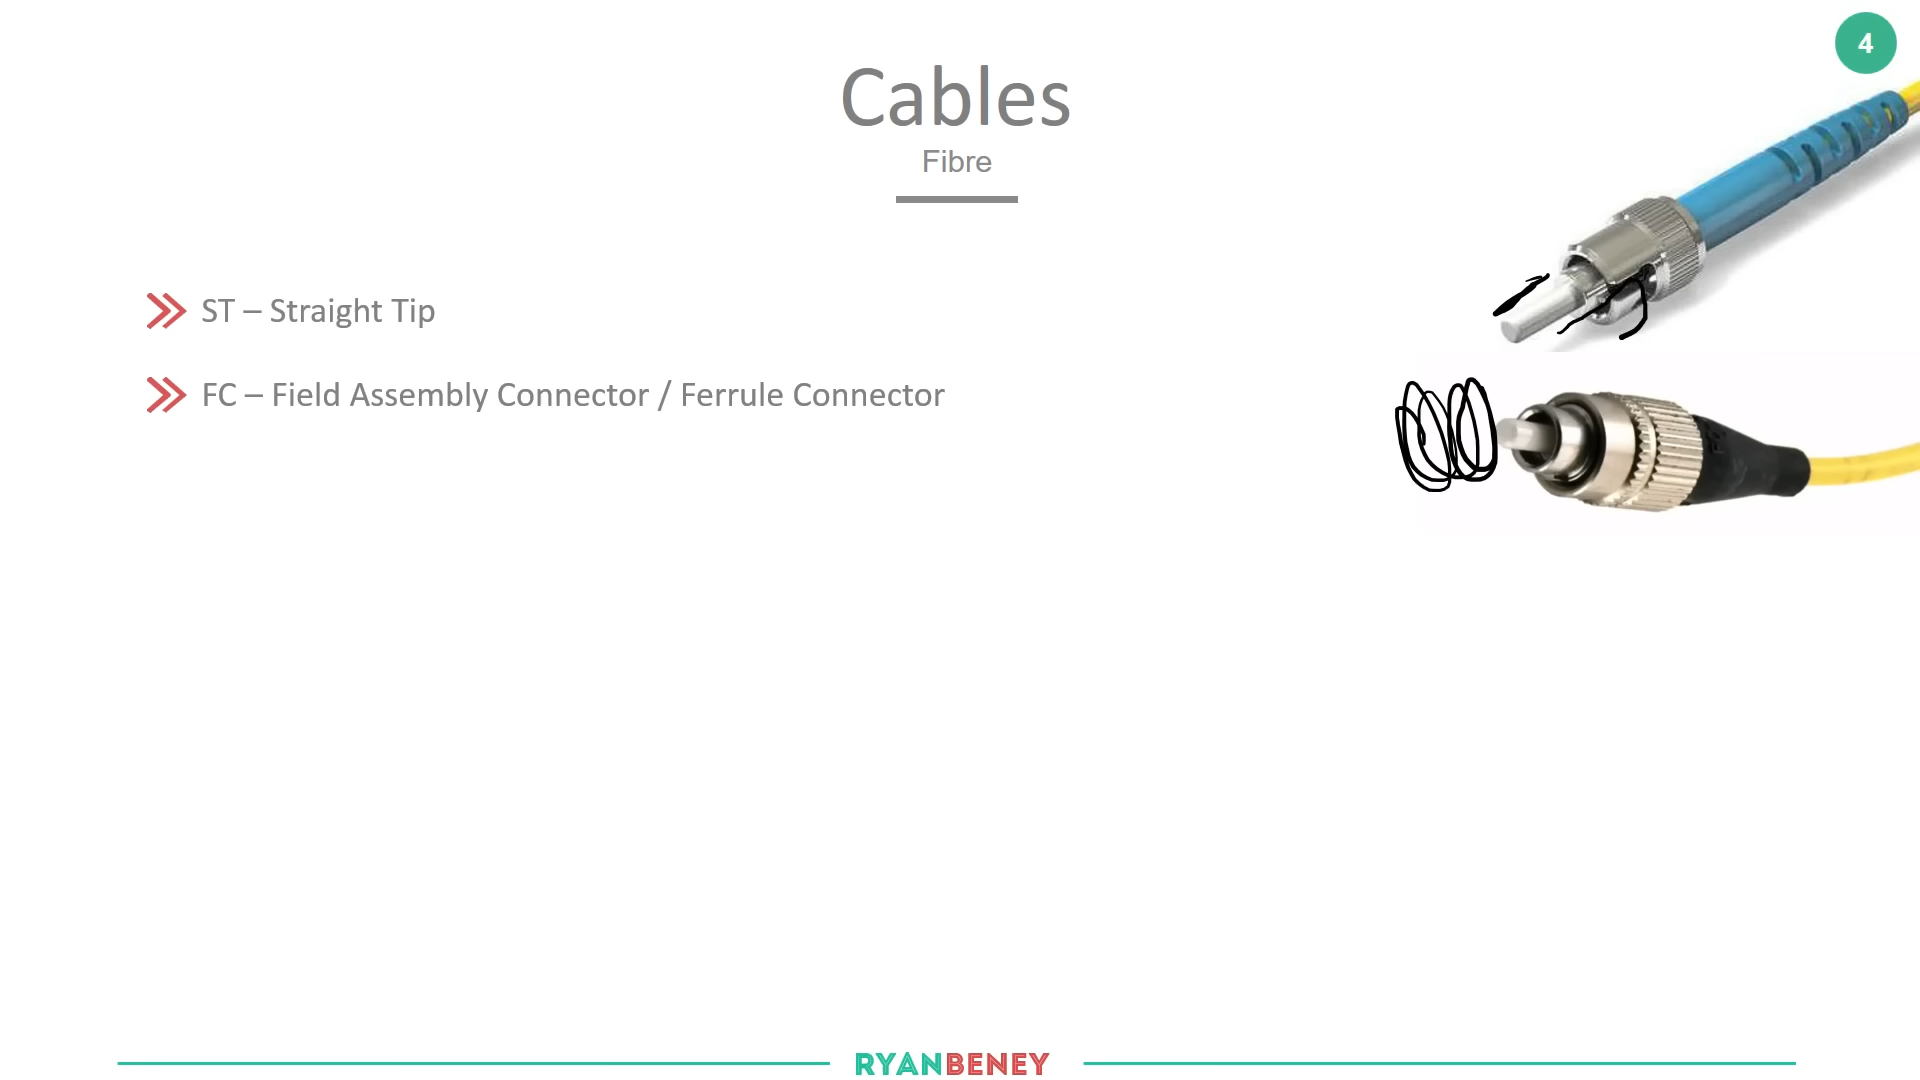 4
Cables
Fibre
ST – Straight Tip
FC – Field Assembly Connector / Ferrule Connector
RYANBENEY